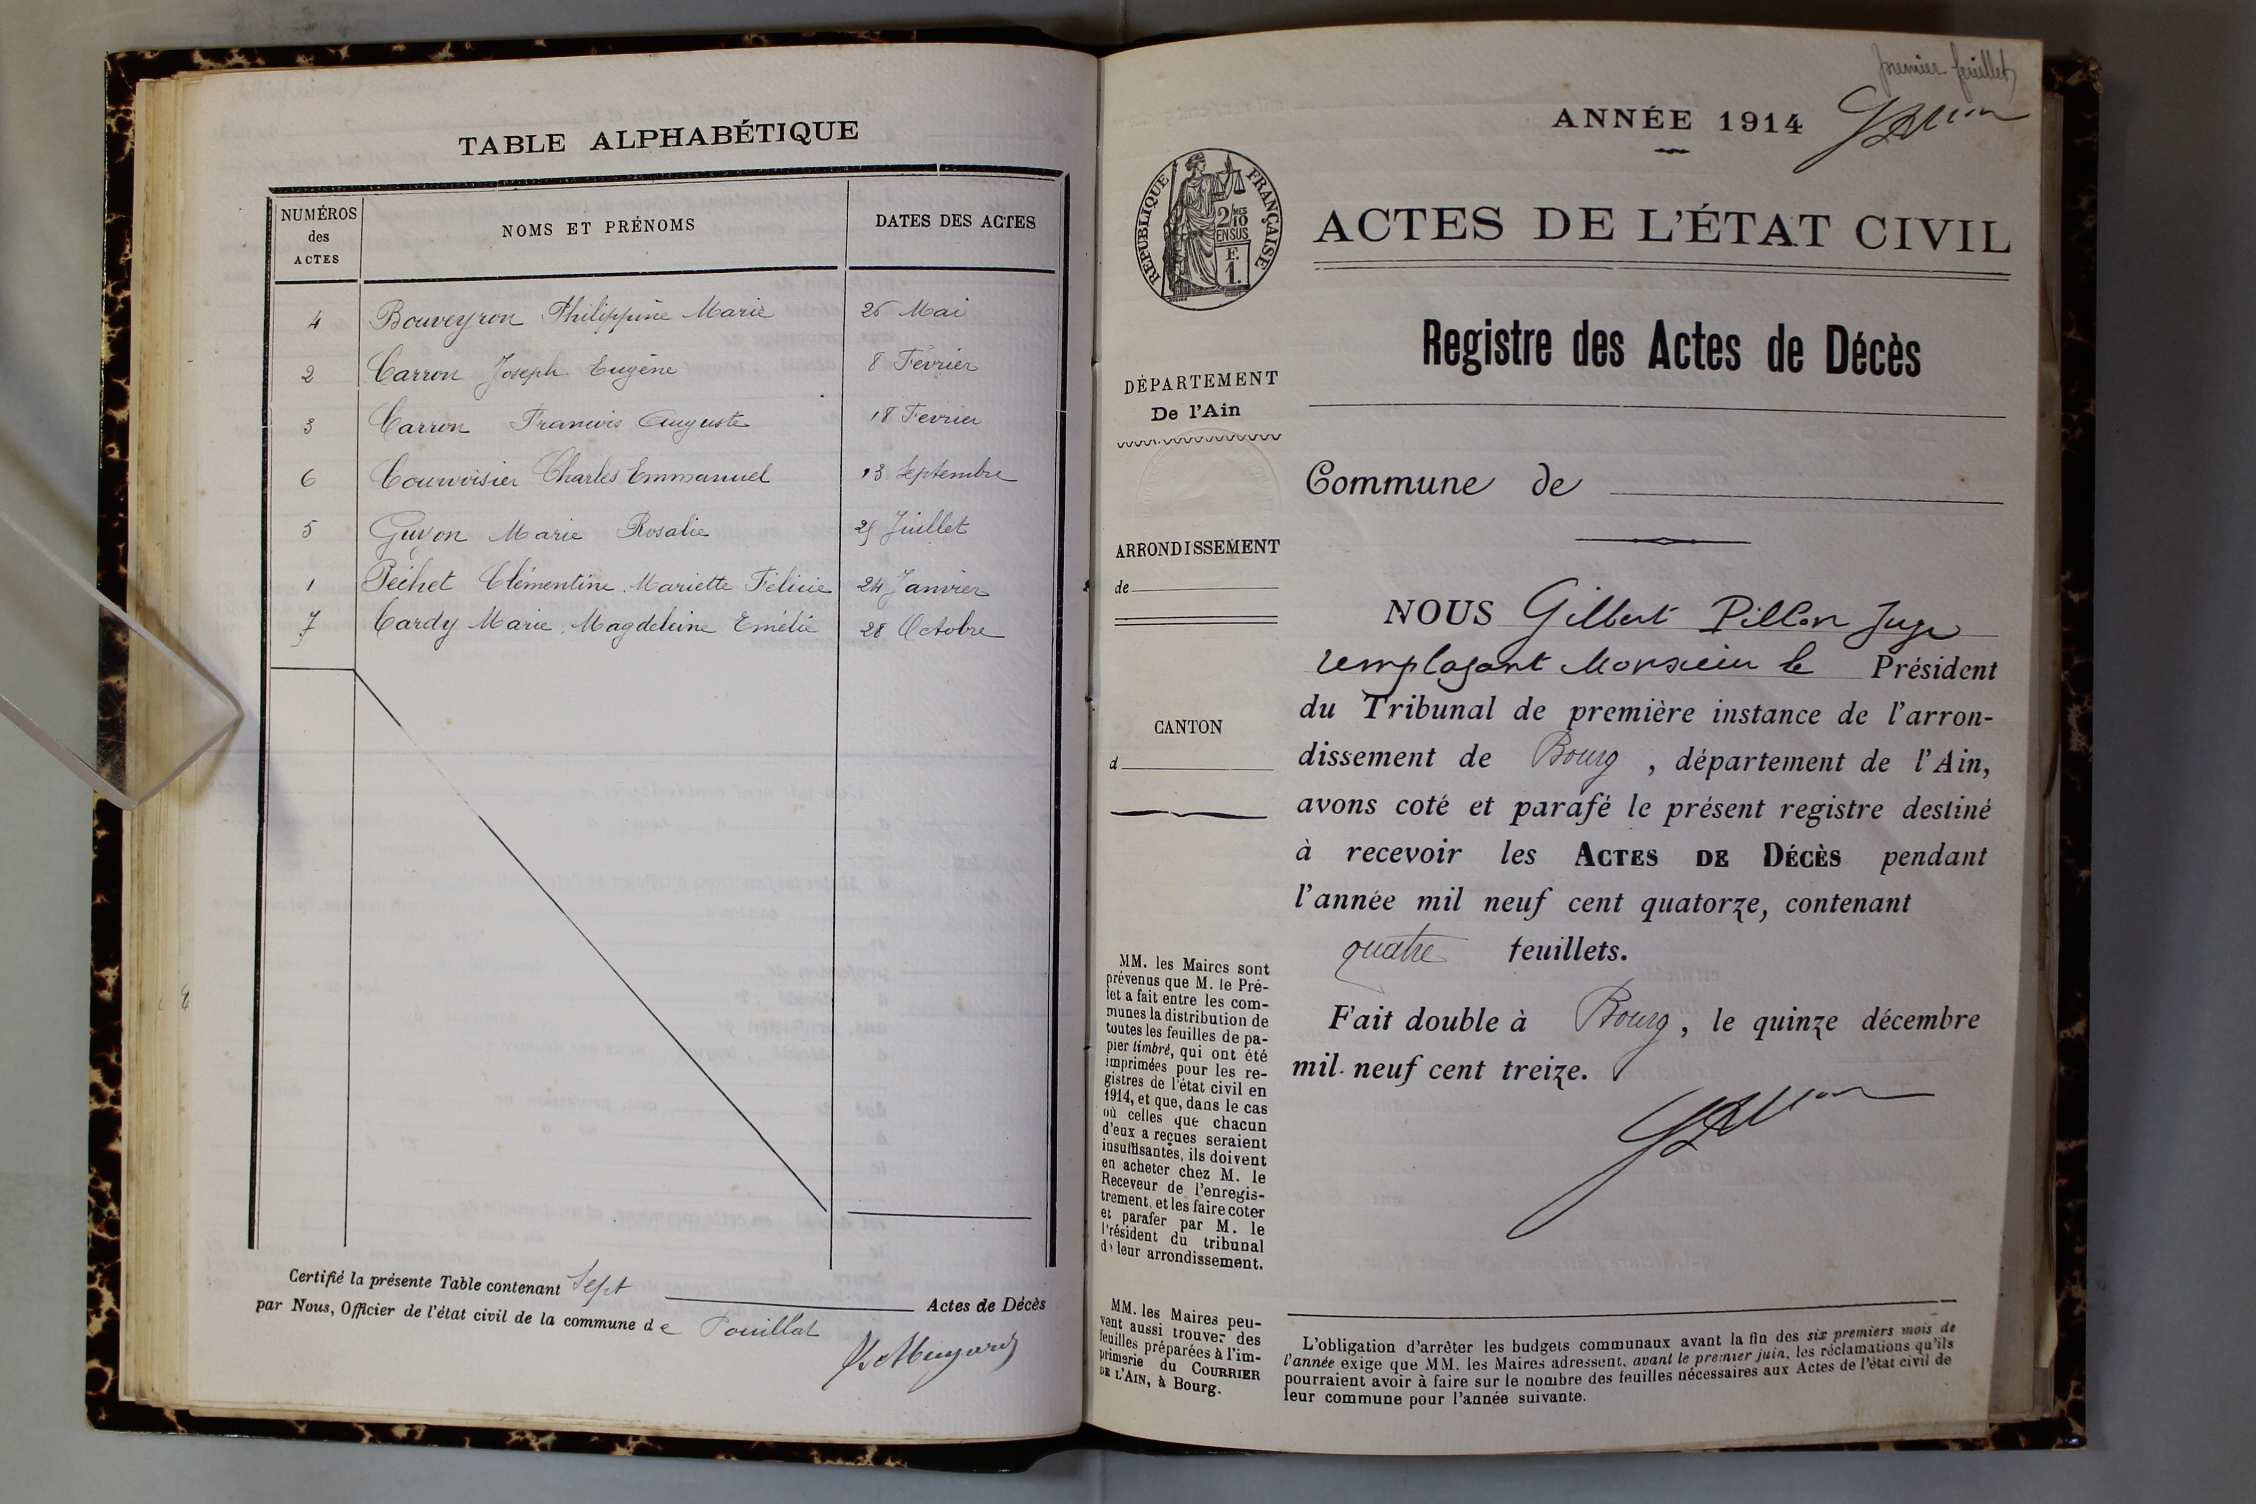 TABLE ALPHABÉTIQUE
NUMÉROS
des
ACTES
NOMS ET PRÉNOMS
DATES DES ACTES
4 Bouveyron Philippine Marie 26 Mai
2 Carron Joseph Eugène 8 Février
3 Carron Francois Auguste 18 Fevrier
6 Courvoisier Charles Emmanuel 13 Septembre
5 Guyon Marie Rosalie Juillet
1 Péchet Clémentine Mariette Félicie 24 Janvier
7 Cardy Marie Magdeleine Emélie 28 Octobre
Certifié la présente Table contenant Sept Actes de Décès
par Nous, Officier de l'état civil de la commune de Pouillat
premier feuillet
ANNÉE 1914
RÉPUBLIQUE FRANÇAISE
2/10
EN SUS
F.
1.
ACTES DE L'ÉTAT CIVIL
Registre des Actes de Décès
DÉPARTEMENT
De l'Ain
Commune de
ARRONDISSEMENT
de
CANTON
d
NOUS Gilbert Pillon Juge
remplaçant Monsieur le Président
du Tribunal de première instance de l'arron-
dissement de Bourg, département de l'Ain,
avons coté et parafé le présent registre destiné
à recevoir les ACTES DE DÉCÈS pendant
l'année mil neuf cent quatorze, contenant
quatre feuillets.
Fait double à Bourg, le quinze décembre
mil neuf cent treize.
MM. les Maires sont
prévenus que M. le Pré-
fet a fait entre les com-
munes la distribution de
toutes les feuilles de pa-
pier timbré, qui ont été
imprimées pour les re-
gistres de l'état civil en
1914, et que, dans le cas
où celles que chacun
d'eux a reçues seraient
insuffisantes, ils doivent
en acheter chez M. le
Receveur de l'enregis-
trement, et les faire coter
et parafer par M. le
Président du tribunal
de leur arrondissement.
MM. les Maires peu-
vent aussi trouver des
feuilles préparées à l'im-
primerie du COURRIER
DE L'AIN, à Bourg.
L'obligation d'arrêter les budgets communaux avant la fin des six premiers mois de
l'année exige que MM. les Maires adressent, avant le premier juin, les réclamations qu'ils
pourraient avoir à faire sur le nombre des feuilles nécessaires aux Actes de l'état civil de
leur commune pour l'année suivante.